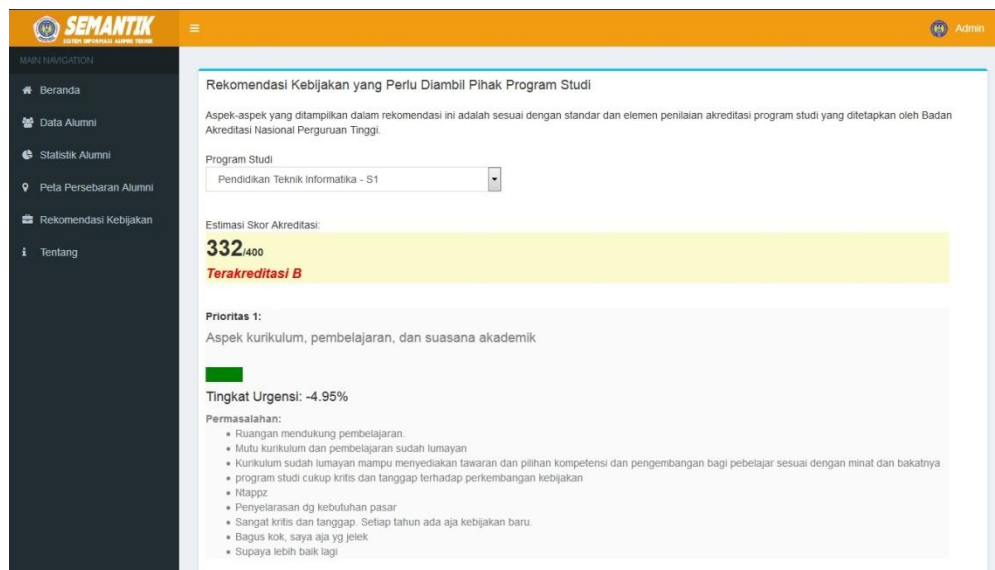 SEMANTIK
SISTEM INFORMASI ALUMNI TEKNIK
Admin
MAIN NAVIGATION
Beranda
Data Alumni
Statistik Alumni
Peta Persebaran Alumni
Rekomendasi Kebijakan
Tentang
Rekomendasi Kebijakan yang Perlu Diambil Pihak Program Studi
Aspek-aspek yang ditampilkan dalam rekomendasi ini adalah sesuai dengan standar dan elemen penilaian akreditasi program studi yang ditetapkan oleh Badan
Akreditasi Nasional Perguruan Tinggi.
Program Studi
Pendidikan Teknik Informatika - S1
Estimasi Skor Akreditasi:
332/400
Terakreditasi B
Prioritas 1:
Aspek kurikulum, pembelajaran, dan suasana akademik
Tingkat Urgensi: -4.95%
Permasalahan:
Ruangan mendukung pembelajaran.
Mutu kurikulum dan pembelajaran sudah lumayan
Kurikulum sudah lumayan mampu menyediakan tawaran dan pilihan kompetensi dan pengembangan bagi pebelajar sesuai dengan minat dan bakatnya
program studi cukup kritis dan tanggap terhadap perkembangan kebijakan
Ntappz
Penyelarasan dg kebutuhan pasar
Sangat kritis dan tanggap. Setiap tahun ada aja kebijakan baru.
Bagus kok, saya aja yg jelek
Supaya lebih baik lagi